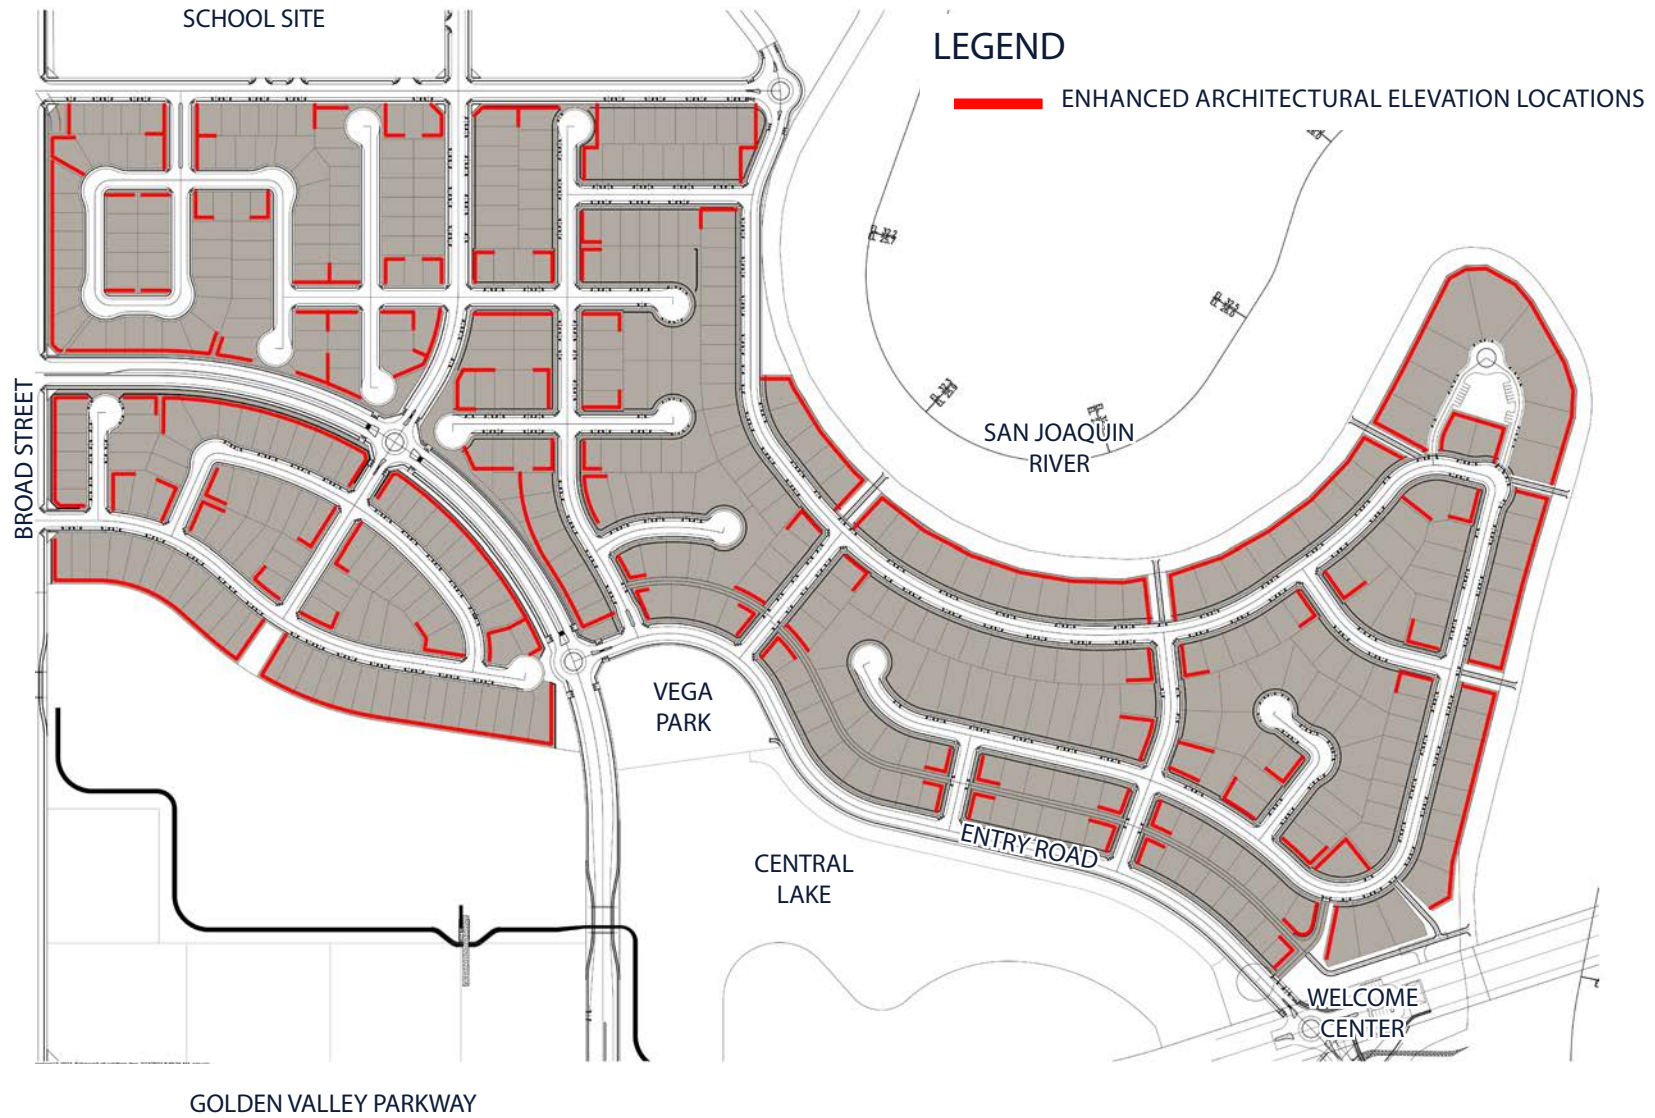 SCHOOL SITE
LEGEND
ENHANCED ARCHITECTURAL ELEVATION LOCATIONS
BROAD STREET
SAN JOAQUIN
RIVER
VEGA
PARK
CENTRAL
LAKE
ENTRY ROAD
WELCOME
CENTER
GOLDEN VALLEY PARKWAY